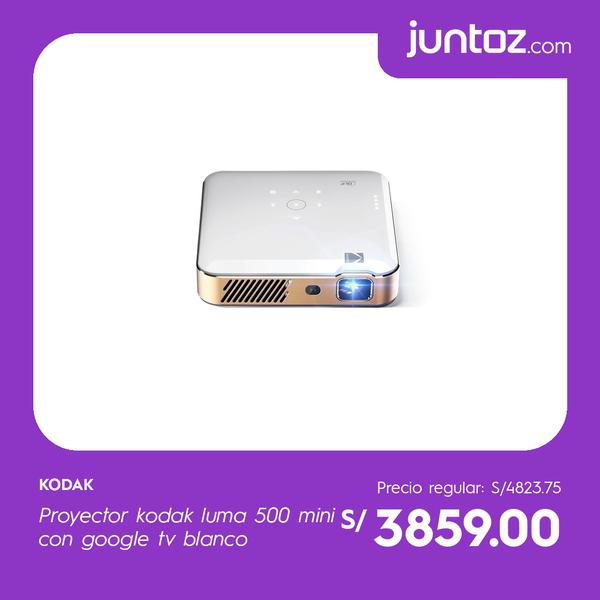 juntoz.com
KODAK
Proyector kodak luma 500 mini
con google tv blanco
Precio regular: S/4823.75
S/ 3859.00